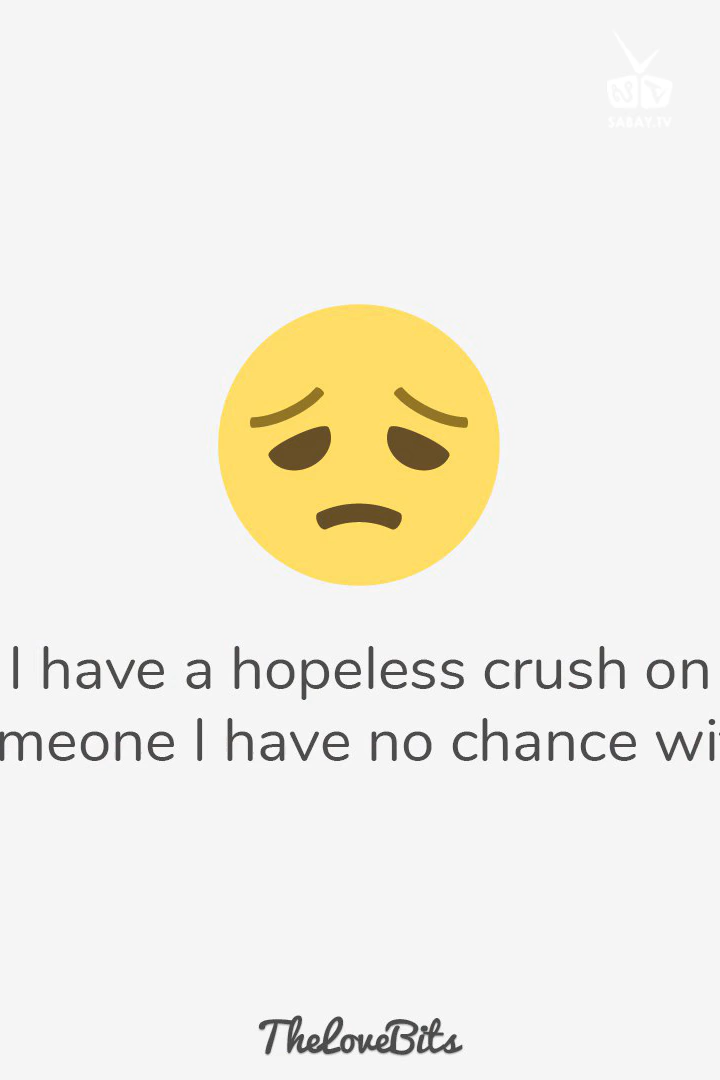 SABAY.TV
I have a hopeless crush on
meone I have no chance wi
TheLoveBits